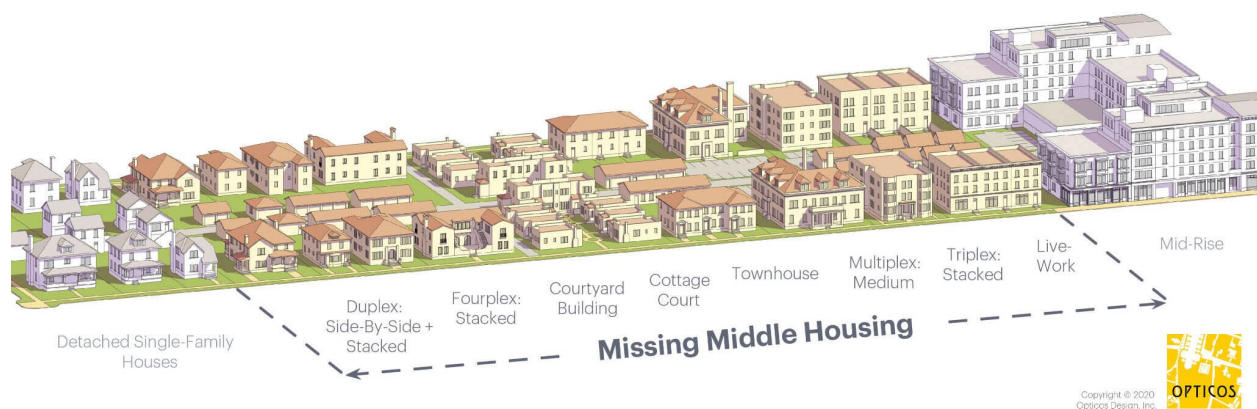 Detached Single-Family
Houses
Duplex:
Side-By-Side +
Stacked
Fourplex:
Stacked
Courtyard
Building
Cottage
Court
Townhouse
Multiplex:
Medium
Triplex:
Stacked
Live-
Work
Mid-Rise
Missing Middle Housing
Copyright © 2020
Opticos Design, Inc.
OPTICOS